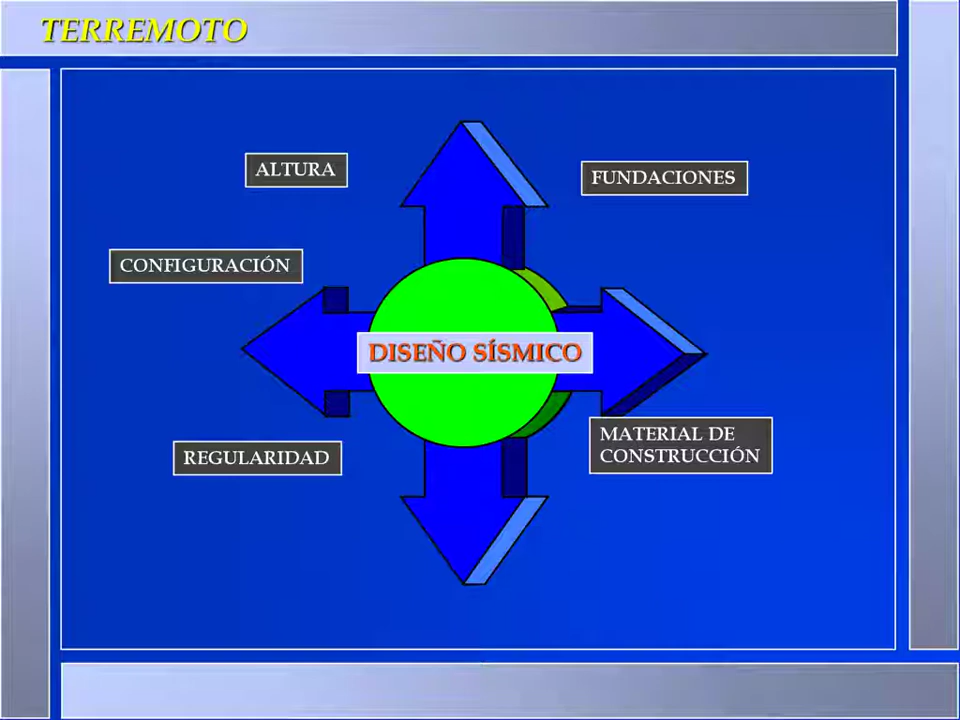 TERREMOTO
ALTURA
FUNDACIONES
CONFIGURACIÓN
DISEÑO SÍSMICO
REGULARIDAD
MATERIAL DE
CONSTRUCCIÓN